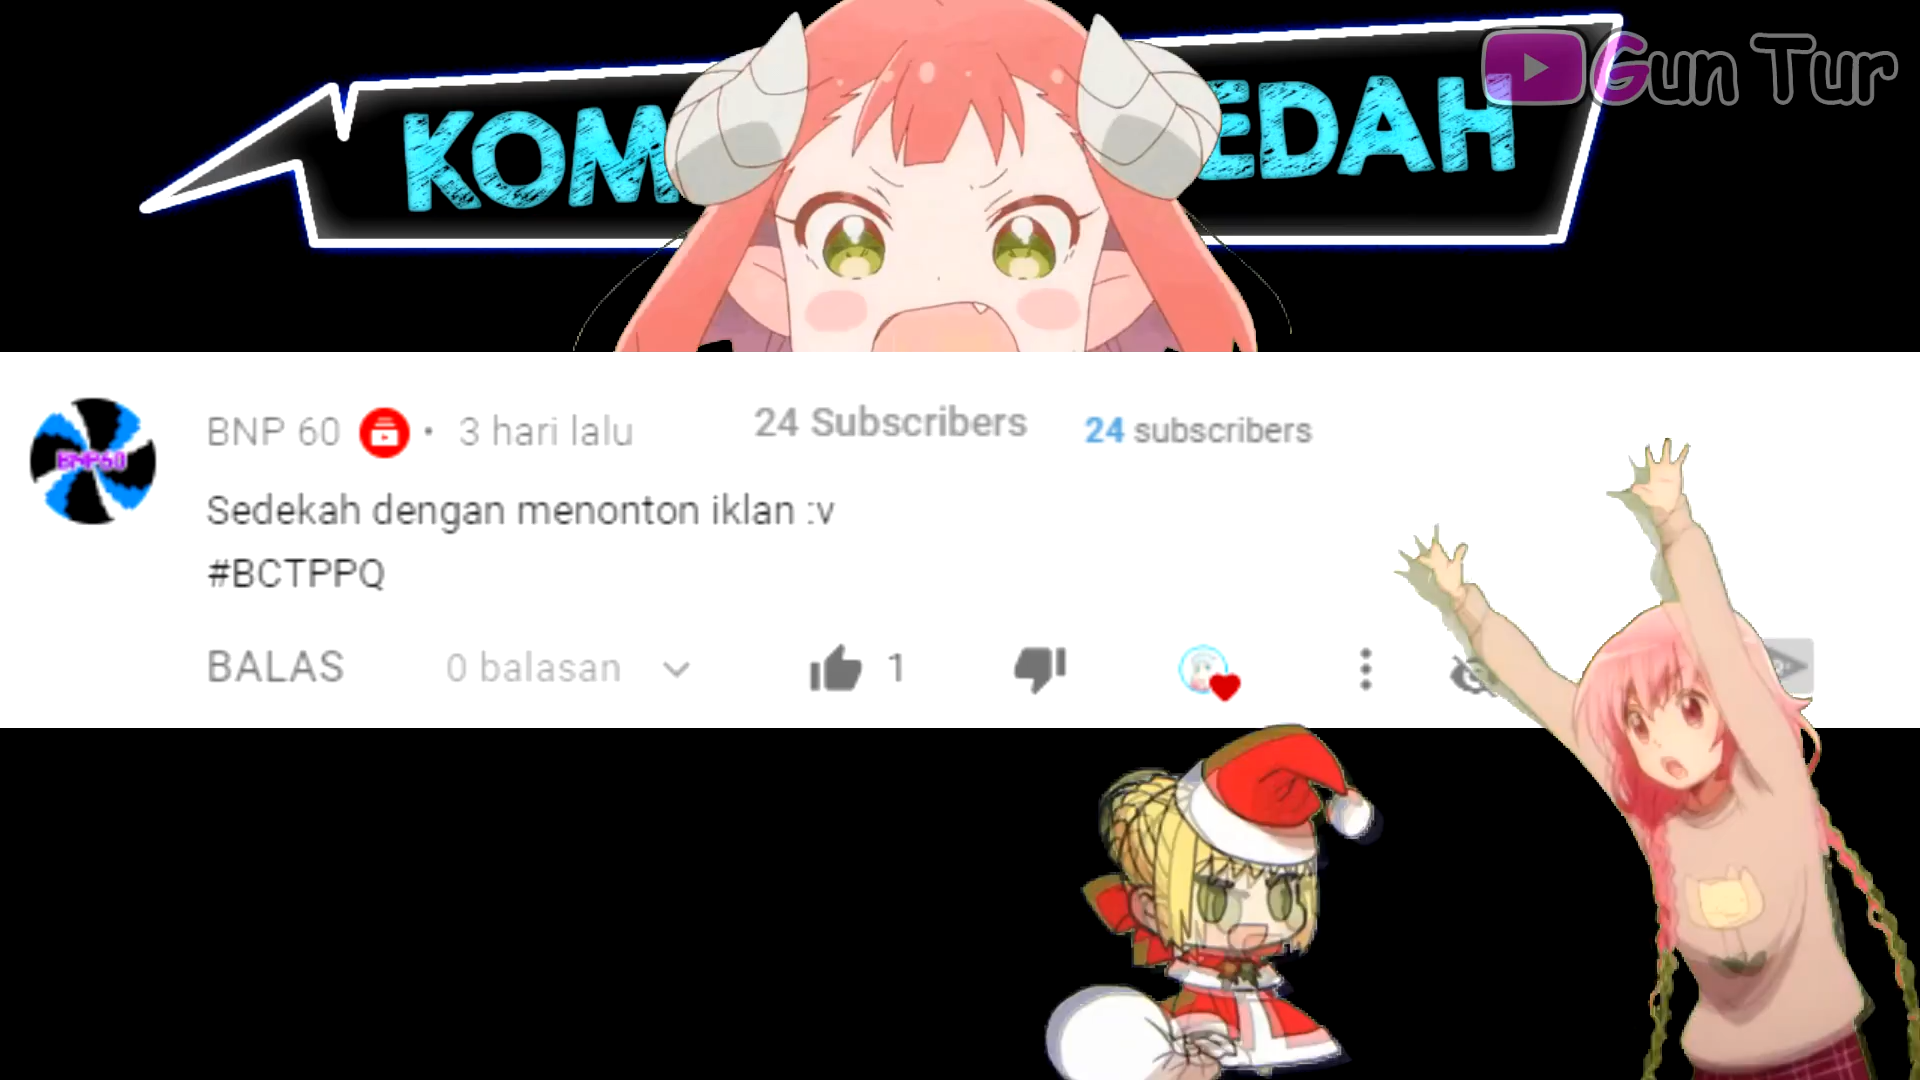 KOM EDAH
Gun Tur
BNP60
BNP 60 • 3 hari lalu 24 Subscribers 24 subscribers
Sedekah dengan menonton iklan :v
#BCTPPQ
BALAS 0 balasan 1